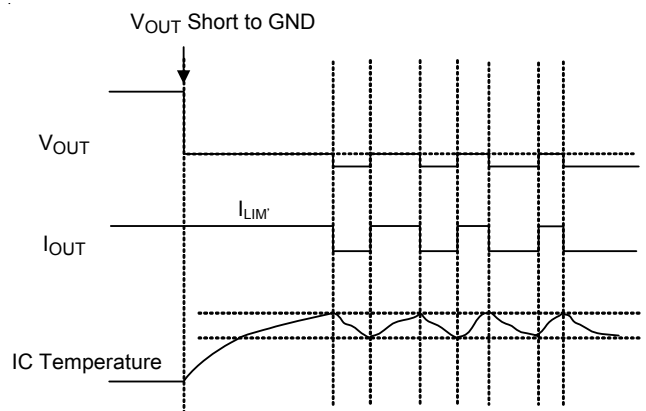 VOUT Short to GND
VOUT
ILIM'
IOUT
IC Temperature